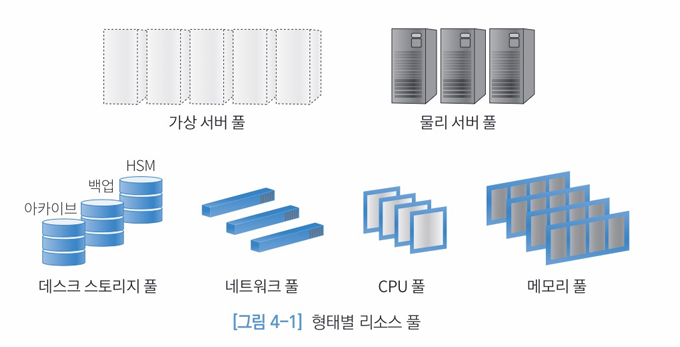 가상 서버 풀
물리 서버 풀
HSM
백업
아카이브
데스크 스토리지 풀
네트워크 풀
CPU 풀
메모리 풀
[그림 4-1] 형태별 리소스 풀